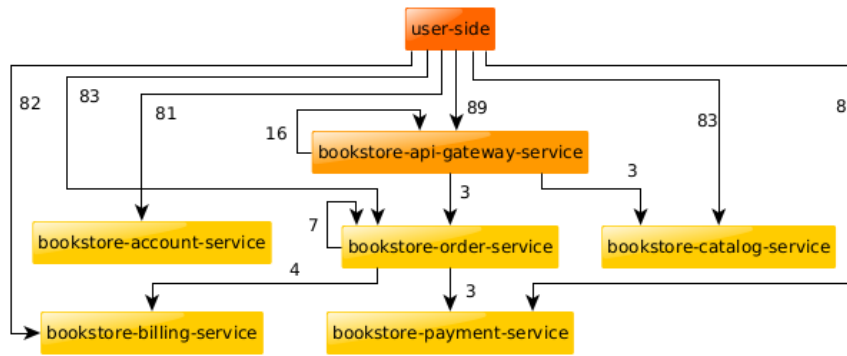 user-side
82
83
81
89
83
8
16
bookstore-api-gateway-service
3
3
7
bookstore-account-service
bookstore-order-service
bookstore-catalog-service
4
3
bookstore-billing-service
bookstore-payment-service